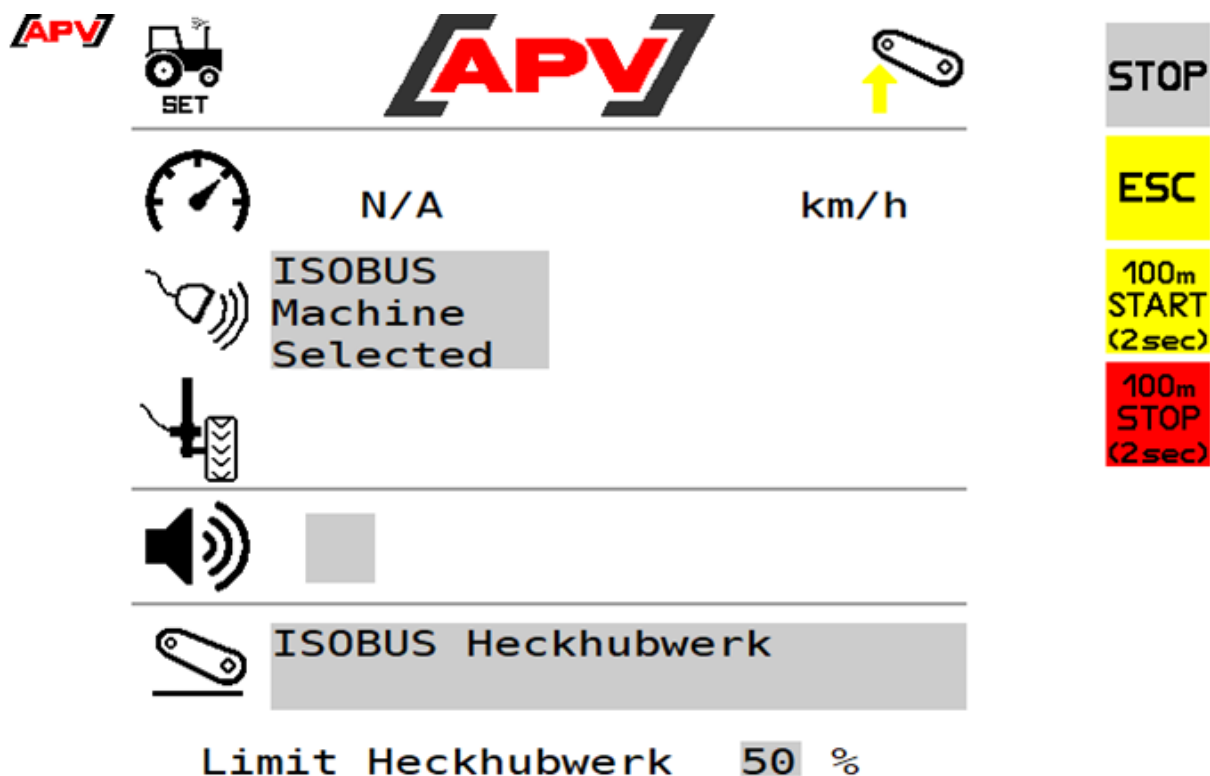 APV
SET
APV
STOP
N/A km/h
ESC
ISOBUS
Machine
Selected
100m
START
(2sec)
100m
STOP
(2sec)
ISOBUS Heckhubwerk
Limit Heckhubwerk 50 %